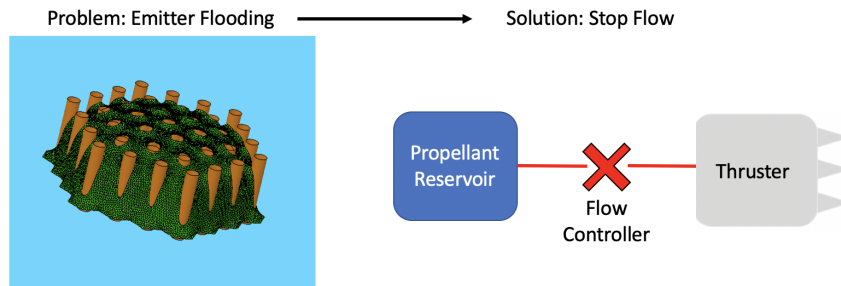 Problem: Emitter Flooding
Solution: Stop Flow
Propellant
Reservoir
Flow
Controller
Thruster